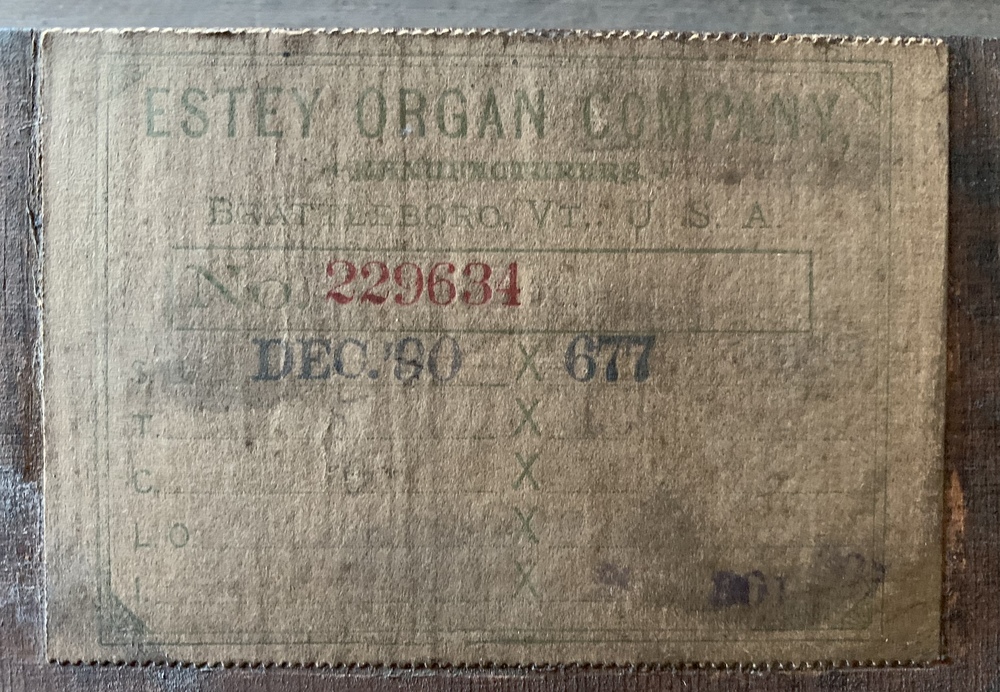 ESTEY ORGAN COMPANY
MANUFACTURERS
BRATTLEBORO, VT., U. S. A.
No. 229634
S. DEC. '90 X 677
T. X
C. X
L. O X
X